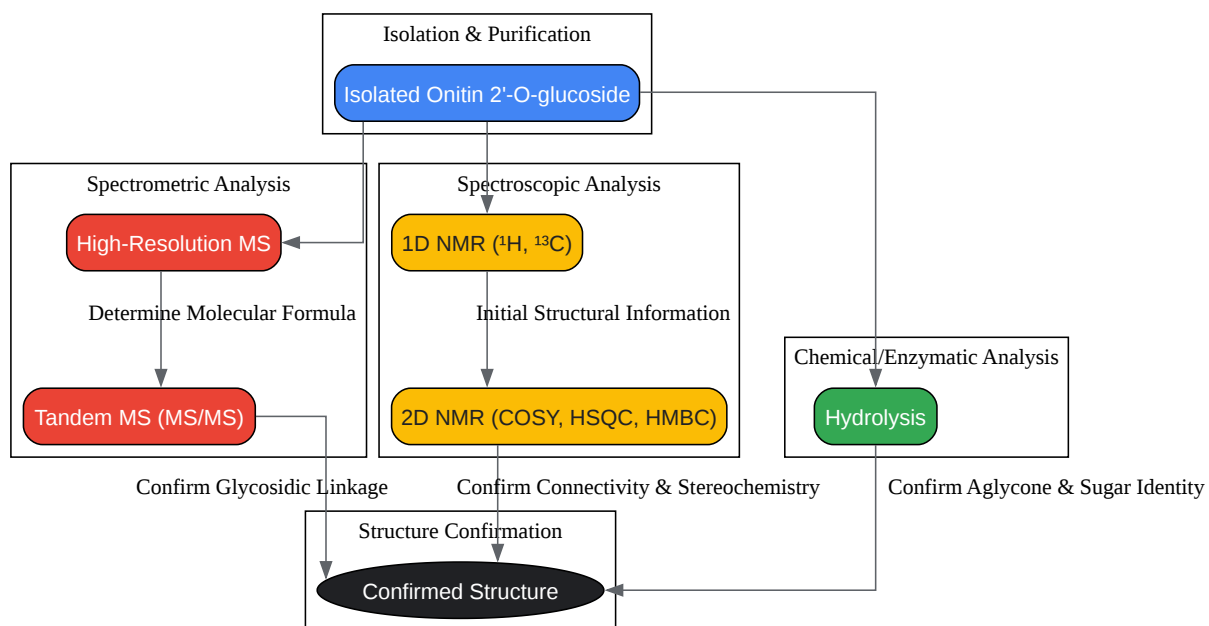 Isolation & Purification
Isolated Onitin 2'-O-glucoside
Spectrometric Analysis
Spectroscopic Analysis
High-Resolution MS
1D NMR (¹H, ¹³C)
Determine Molecular Formula
Initial Structural Information
Chemical/Enzymatic Analysis
Tandem MS (MS/MS)
2D NMR (COSY, HSQC, HMBC)
Hydrolysis
Confirm Glycosidic Linkage
Confirm Connectivity & Stereochemistry
Confirm Aglycone & Sugar Identity
Structure Confirmation
Confirmed Structure